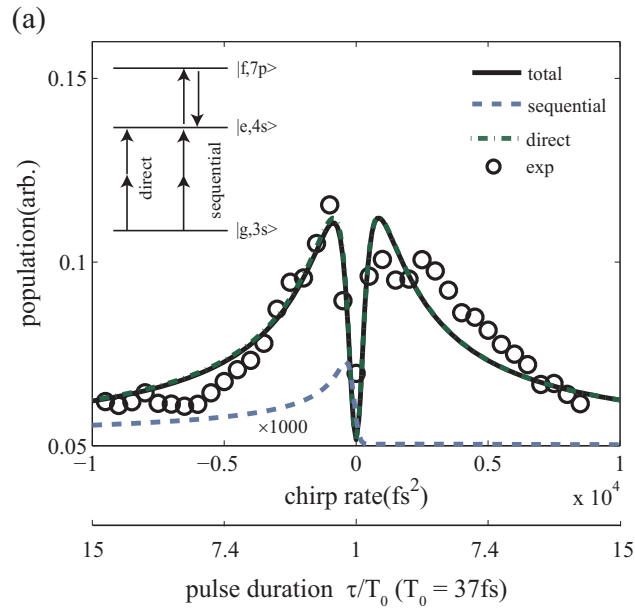 (a)
0.15
0.1
0.05
population(arb.)
|f,7p>
|e,4s>
|g,3s>
direct
sequential
total
sequential
direct
exp
×1000
−1 −0.5 0 0.5 1
chirp rate(fs²)
x 10⁴
15 7.4 1 7.4 15
pulse duration τ/T₀ (T₀ = 37fs)